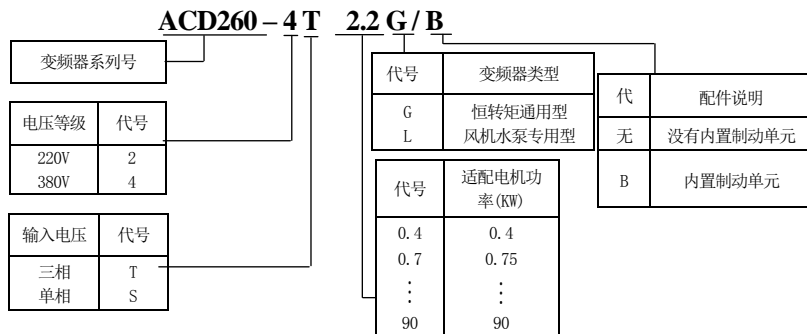 ACD260-4T 2.2G/B
变频器系列号
电压等级 代号
220V 2
380V 4
输入电压 代号
三相 T
单相 S
代号 变频器类型
G 恒转矩通用型
L 风机水泵专用型
代号 适配电机功
率(KW)
0.4 0.4
0.7 0.75
⋮ ⋮
90 90
代 配件说明
无 没有内置制动单元
B 内置制动单元